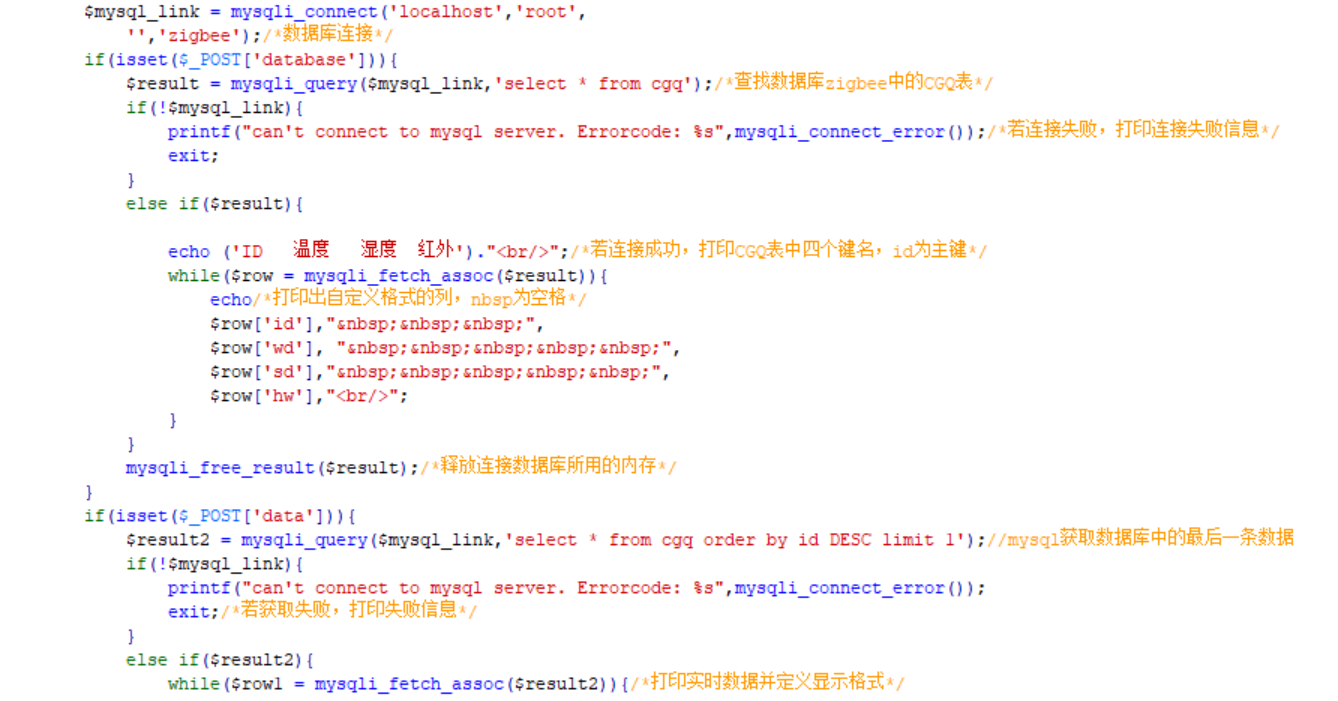 $mysql_link = mysqli_connect('localhost','root',
'','zigbee');/*数据库连接*/
if(isset($_POST['database'])){
$result = mysqli_query($mysql_link,'select * from cgq');/*查找数据库zigbee中的CGQ表*/
if(!$mysql_link){
printf("can't connect to mysql server. Errorcode: %s",mysqli_connect_error());/*若连接失败，打印连接失败信息*/
exit;
}
else if($result){
echo ('ID   温度   湿度  红外')."<br/>";/*若连接成功，打印CGQ表中四个键名，id为主键*/
while($row = mysqli_fetch_assoc($result)){
echo/*打印出自定义格式的列，nbsp为空格*/
$row['id'],"&nbsp;&nbsp;&nbsp;",
$row['wd'], "&nbsp;&nbsp;&nbsp;&nbsp;&nbsp;",
$row['sd'],"&nbsp;&nbsp;&nbsp;&nbsp;&nbsp;",
$row['hw'],"<br/>";
}
}
mysqli_free_result($result);/*释放连接数据库所用的内存*/
}
if(isset($_POST['data'])){
$result2 = mysqli_query($mysql_link,'select * from cgq order by id DESC limit 1');//mysql获取数据库中的最后一条数据
if(!$mysql_link){
printf("can't connect to mysql server. Errorcode: %s",mysqli_connect_error());
exit;/*若获取失败，打印失败信息*/
}
else if($result2){
while($row1 = mysqli_fetch_assoc($result2)){/*打印实时数据并定义显示格式*/